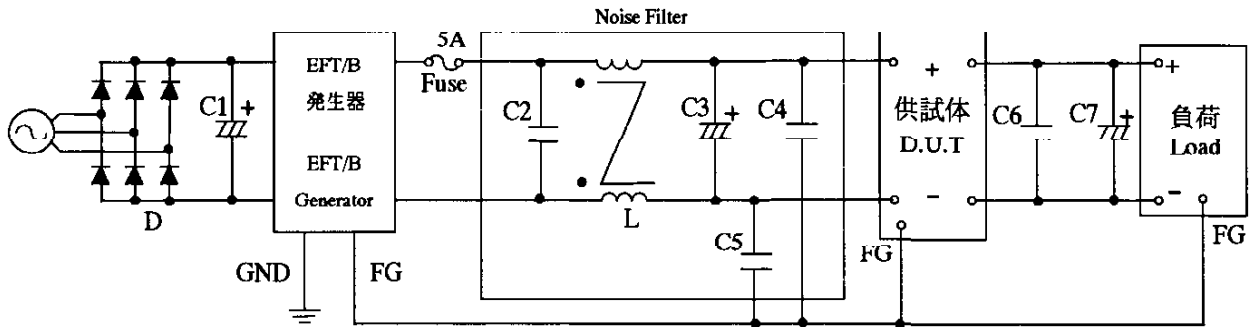 Noise Filter
5A
Fuse
EFT/B
発生器
EFT/B
Generator
C1
+
D
GND
FG
C2
L
C3
+
C4
C5
+
供試体
D.U.T
-
FG
C6
C7
+
+
負荷
Load
-
FG